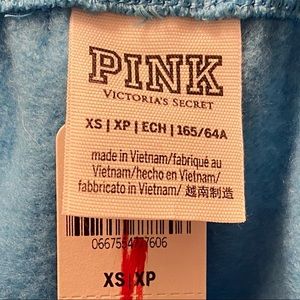 PINK
VICTORIA'S SECRET
XS | XP | ECH | 165/64A
made in Vietnam/fabriqué au
Vietnam/hecho en Vietnam/
fabbricato in Vietnam/ 越南制造
XS XP